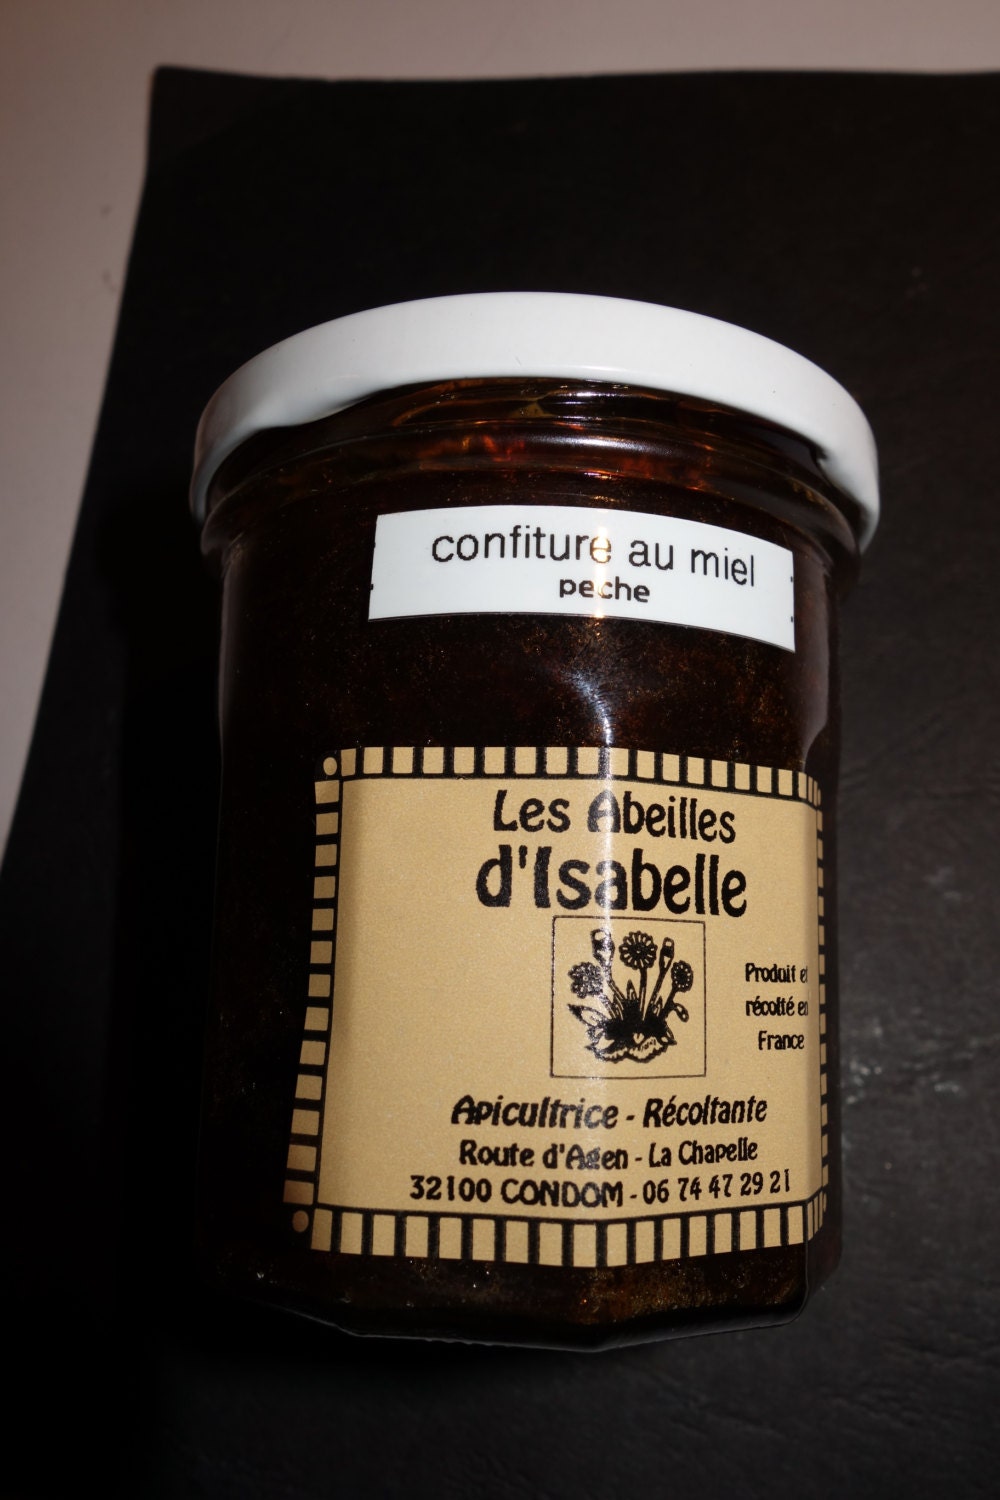 confiture au miel
peche
Les Abeilles
d'Isabelle
Produit et
récolté en
France
Apicultrice - Récoltante
Route d'Agen - La Chapelle
32100 CONDOM - 06 74 47 29 21